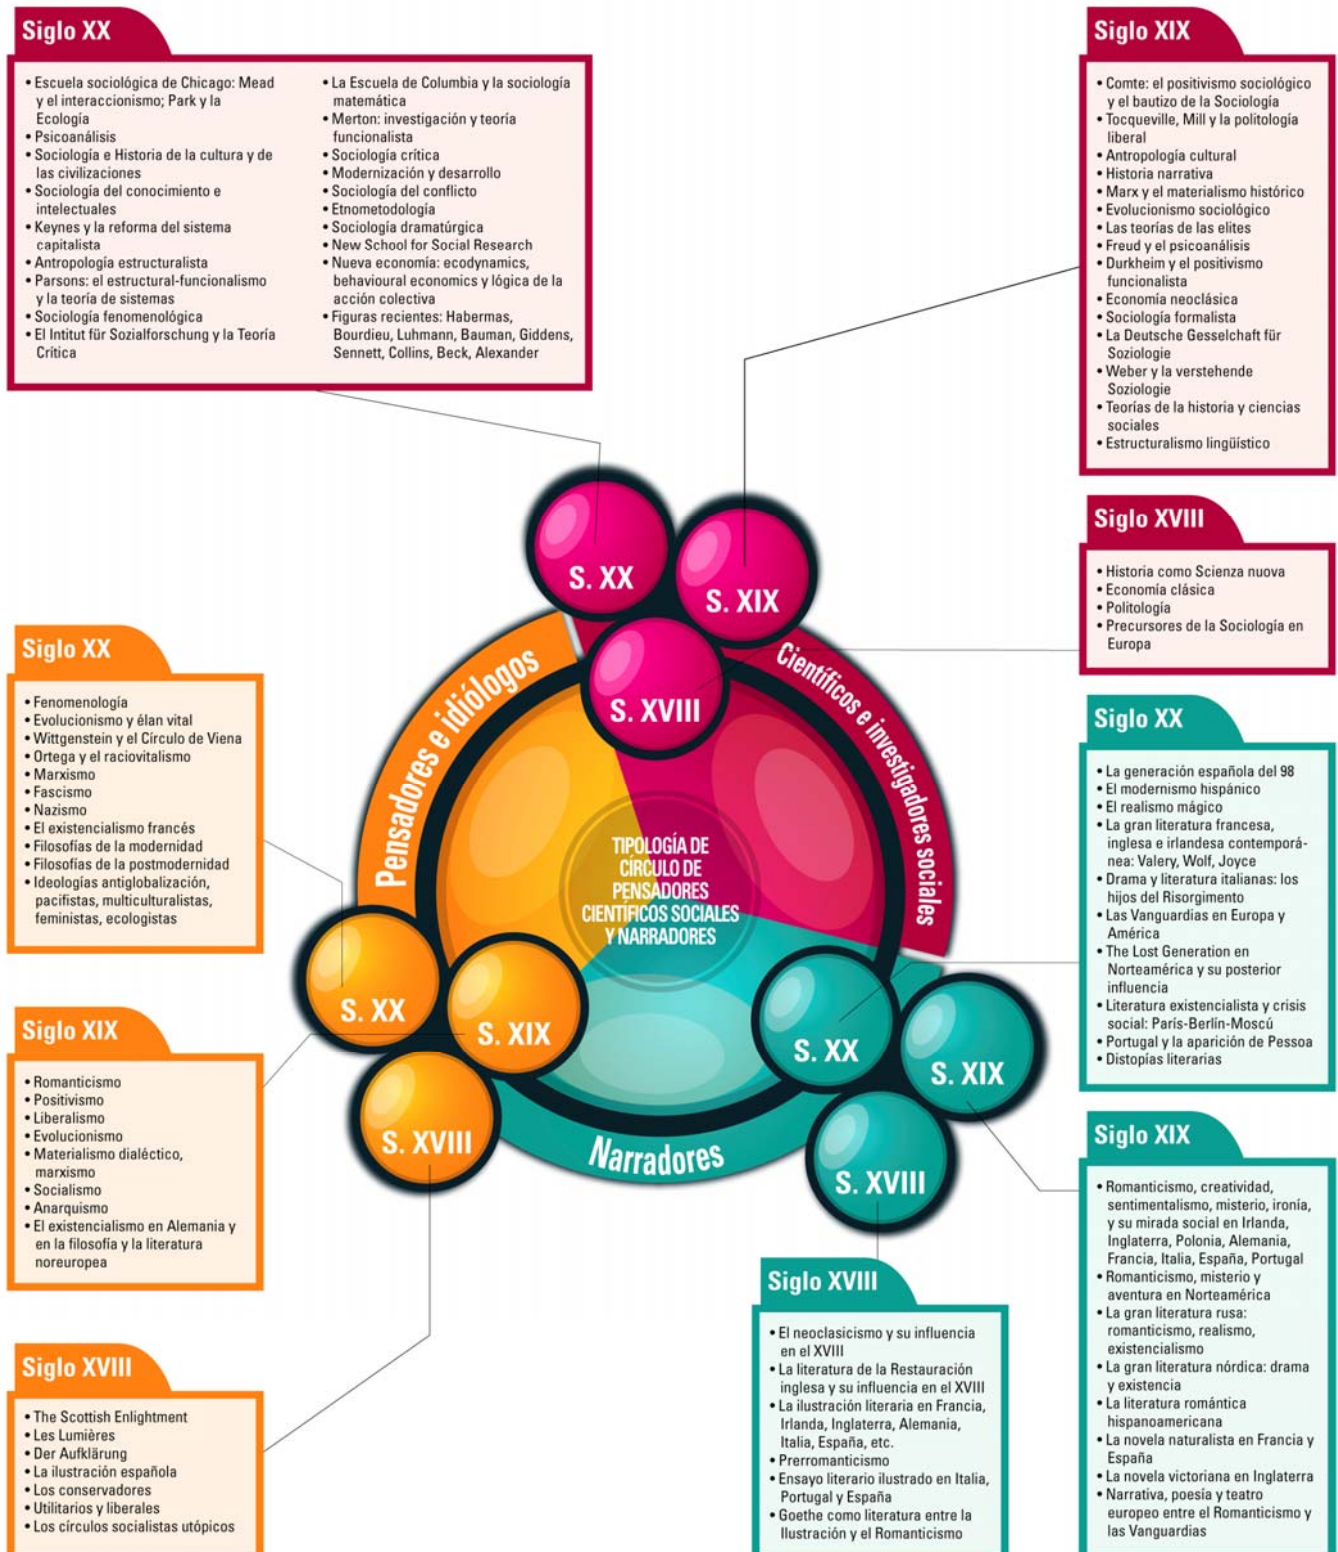 Siglo XX
• Escuela sociológica de Chicago: Mead
y el interaccionismo; Park y la
Ecología
• Psicoanálisis
• Sociología e Historia de la cultura y de
las civilizaciones
• Sociología del conocimiento e
intelectuales
• Keynes y la reforma del sistema
capitalista
• Antropología estructuralista
• Parsons: el estructural-funcionalismo
y la teoría de sistemas
• Sociología fenomenológica
• El Intitut für Sozialforschung y la Teoría
Crítica
• La Escuela de Columbia y la sociología
matemática
• Merton: investigación y teoría
funcionalista
• Sociología crítica
• Modernización y desarrollo
• Sociología del conflicto
• Etnometodología
• Sociología dramatúrgica
• New School for Social Research
• Nueva economía: ecodynamics,
behavioural economics y lógica de la
acción colectiva
• Figuras recientes: Habermas,
Bourdieu, Luhmann, Bauman, Giddens,
Sennett, Collins, Beck, Alexander
Siglo XIX
• Comte: el positivismo sociológico
y el bautizo de la Sociología
• Tocqueville, Mill y la politología
liberal
• Antropología cultural
• Historia narrativa
• Marx y el materialismo histórico
• Evolucionismo sociológico
• Las teorías de las elites
• Freud y el psicoanálisis
• Durkheim y el positivismo
funcionalista
• Economía neoclásica
• Sociología formalista
• La Deutsche Gesselchaft für
Soziologie
• Weber y la verstehende
Soziologie
• Teorías de la historia y ciencias
sociales
• Estructuralismo lingüístico
Siglo XVIII
• Historia como Scienza nuova
• Economía clásica
• Politología
• Precursores de la Sociología en
Europa
S. XX
S. XIX
S. XVIII
Pensadores e idiólogos
Científicos e investigadores sociales
Narradores
TIPOLOGÍA DE
CÍRCULO DE
PENSADORES
CIENTÍFICOS SOCIALES
Y NARRADORES
S. XX
S. XIX
S. XVIII
S. XX
S. XIX
S. XVIII
Siglo XX
• Fenomenología
• Evolucionismo y élan vital
• Wittgenstein y el Círculo de Viena
• Ortega y el raciovitalismo
• Marxismo
• Fascismo
• Nazismo
• El existencialismo francés
• Filosofías de la modernidad
• Filosofías de la postmodernidad
• Ideologías antiglobalización,
pacifistas, multiculturalistas,
feministas, ecologistas
Siglo XIX
• Romanticismo
• Positivismo
• Liberalismo
• Evolucionismo
• Materialismo dialéctico,
marxismo
• Socialismo
• Anarquismo
• El existencialismo en Alemania y
en la filosofía y la literatura
noreuropea
Siglo XVIII
• The Scottish Enlightment
• Les Lumières
• Der Aufklärung
• La ilustración española
• Los conservadores
• Utilitarios y liberales
• Los círculos socialistas utópicos
Siglo XX
• La generación española del 98
• El modernismo hispánico
• El realismo mágico
• La gran literatura francesa,
inglesa e irlandesa contemporá-
nea: Valery, Wolf, Joyce
• Drama y literatura italianas: los
hijos del Risorgimento
• Las Vanguardias en Europa y
América
• The Lost Generation en
Norteamérica y su posterior
influencia
• Literatura existencialista y crisis
social: París-Berlín-Moscú
• Portugal y la aparición de Pessoa
• Distopías literarias
Siglo XIX
• Romanticismo, creatividad,
sentimentalismo, misterio, ironía,
y su mirada social en Irlanda,
Inglaterra, Polonia, Alemania,
Francia, Italia, España, Portugal
• Romanticismo, misterio y
aventura en Norteamérica
• La gran literatura rusa:
romanticismo, realismo,
existencialismo
• La gran literatura nórdica: drama
y existencia
• La literatura romántica
hispanoamericana
• La novela naturalista en Francia y
España
• La novela victoriana en Inglaterra
• Narrativa, poesía y teatro
europeo entre el Romanticismo y
las Vanguardias
Siglo XVIII
• El neoclasicismo y su influencia
en el XVIII
• La literatura de la Restauración
inglesa y su influencia en el XVIII
• La ilustración literaria en Francia,
Irlanda, Inglaterra, Alemania,
Italia, España, etc.
• Prerromanticismo
• Ensayo literario ilustrado en Italia,
Portugal y España
• Goethe como literatura entre la
Ilustración y el Romanticismo